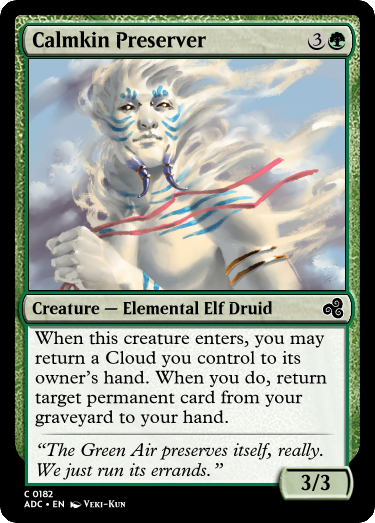 Calmkin Preserver 3
Creature — Elemental Elf Druid
When this creature enters, you may
return a Cloud you control to its
owner's hand. When you do, return
target permanent card from your
graveyard to your hand.
"The Green Air preserves itself, really.
We just run its errands."
3/3
C 0182
ADC • EN Veki-Kun